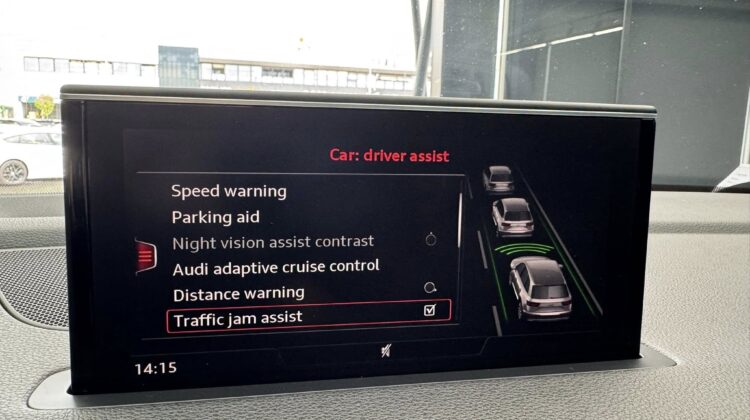 Car: driver assist
Speed warning
Parking aid
Night vision assist contrast
Audi adaptive cruise control
Distance warning
Traffic jam assist
14:15